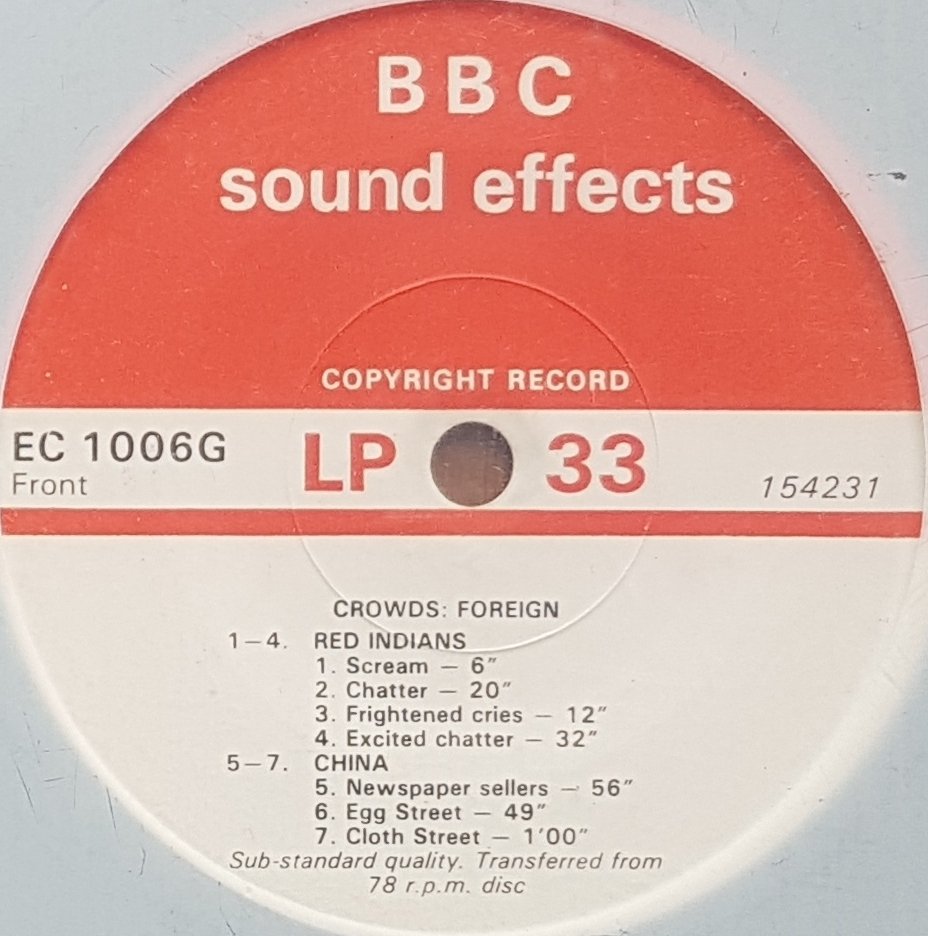 BBC
sound effects
COPYRIGHT RECORD
EC 1006G
LP 33
Front
154231
CROWDS: FOREIGN
1–4. RED INDIANS
1. Scream – 6″
2. Chatter – 20″
3. Frightened cries – 12″
4. Excited chatter – 32″
5–7. CHINA
5. Newspaper sellers – 56″
6. Egg Street – 49″
7. Cloth Street – 1′00″
Sub-standard quality. Transferred from
78 r.p.m. disc